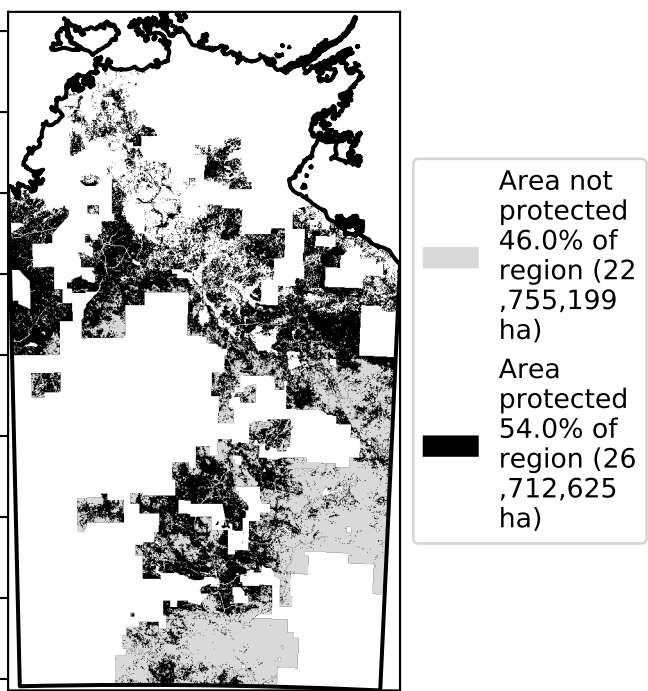 Area not
protected
46.0% of
region (22
,755,199
ha)
Area
protected
54.0% of
region (26
,712,625
ha)